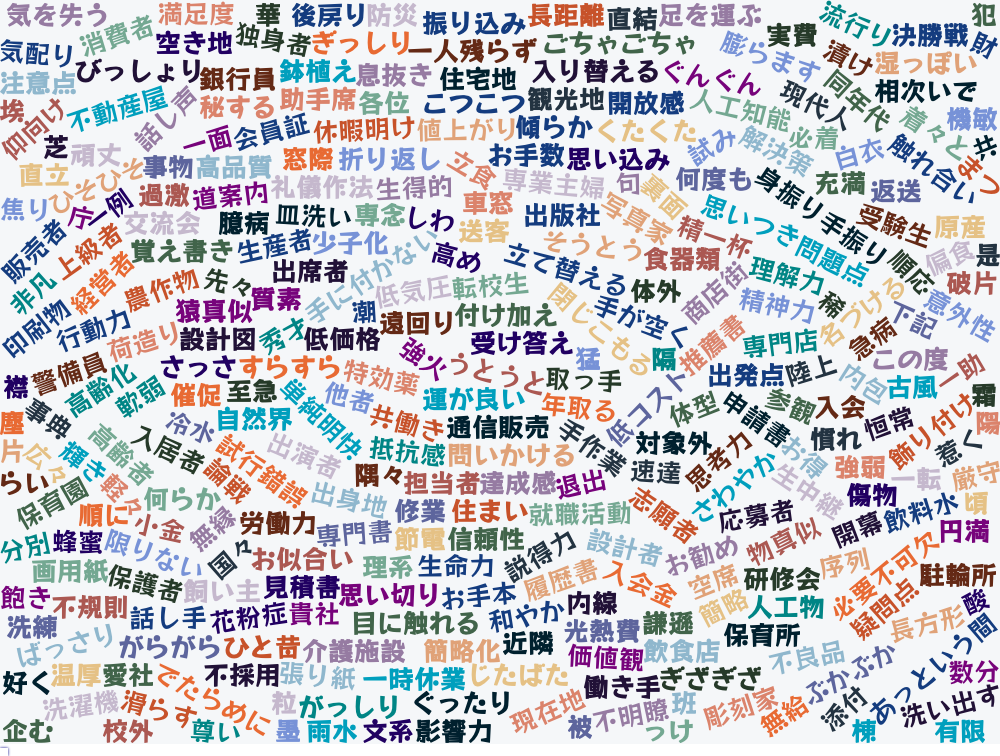 気を失う
満足度
華
後戻り
防災
振り込み
長距離
直結
足を運ぶ
流行り
犯
消費者
空き地
独身者
ぎっしり
一人残らず
ごちゃごちゃ
膨らます
実費
漬け
決勝戦
財
気配り
びっしょり
銀行員
鉢植え
息抜き
住宅地
入り替える
ぐんぐん
湿っぽい
注意点
不動産屋
話し声
秘する
助手席
各位
こつこつ
観光地
開放感
人工知能
現代人
同年代
相次いで
着々と
機敏
埃
仰向け
芝
頑丈
一面
会員証
休暇明け
値上がり
傾らか
くたくた
試み
解決策
必着
白衣
触れ合い
共
まつ
直立
ひそひそ
事物
高品質
窓際
折り返し
立食
お手数
思い込み
専業主婦
句
裏面
何度も
身振り手振り
充満
返送
焦り
庁
一例
過激
道案内
礼儀作法
生得的
車窓
出版社
写真家
精一杯
思いつき
問題点
受験生
原産
販売者
上級者
交流会
臆病
皿洗い
専念
しわ
送客
そうとう
食器類
理解力
順応
偏食
是
非凡
経営者
覚え書き
生産者
少子化
高め
立て替える
体外
商店街
破片
印刷物
行動力
農作物
先々
出席者
手に付かない
低気圧
転校生
閉じこもる
手が空く
精神力
稀
名づける
下記
意外性
猿真似
質素
潮
遠回り
付け加え
荷造り
設計図
秀才
低価格
強火
受け答え
猛
隔
推薦書
専門店
急病
この度
襟
警備員
高齢化
軟弱
さっさ
すらすら
特効薬
うとうと
取っ手
低コスト
出発点
陸上
内包
古風
一助
催促
至急
単純明快
他者
運が良い
年取る
体型
申請書
参観
入会
霜
塵
事典
冷水
自然界
共働き
通信販売
手作業
対象外
お得
慣れ
恒常
飾り付け
陽
片
広々
輝き
高齢者
入居者
試行錯誤
出演者
抵抗感
問いかける
速達
思考力
惹く
らい
保育園
軽々
何らか
論戦
出身地
隅々
担当者
達成感
退出
志願者
さわやか
生中継
強弱
一転
厳守
順に
小金
無縁
労働力
専門書
修業
住まい
就職活動
応募者
傷物
飲料水
頃
分別
蜂蜜
限りない
国々
お似合い
節電
信頼性
説得力
設計者
お勧め
物真似
開幕
円満
画用紙
保護者
飼い主
見積書
理系
生命力
履歴書
入会金
空席
研修会
序列
必要不可欠
駐輪所
飽き
不規則
話し手
花粉症
貴社
思い切り
お手本
和やか
内線
簡略
人工物
疑問点
酸
洗練
ばっさり
がらがら
ひと昔
介護施設
目に触れる
簡略化
近隣
光熱費
謙遜
保育所
長方形
あっという間
好く
温厚
愛社
でたらめに
不採用
張り紙
一時休業
じたばた
価値観
飲食店
不良品
ぶかぶか
数分
洗濯機
滑らす
粒
がっしり
ぐったり
現在地
働き手
ぎざぎざ
班
彫刻家
無給
添付
洗い出す
企む
校外
尊い
墨
雨水
文系
影響力
被
不明瞭
つけ
棟
有限